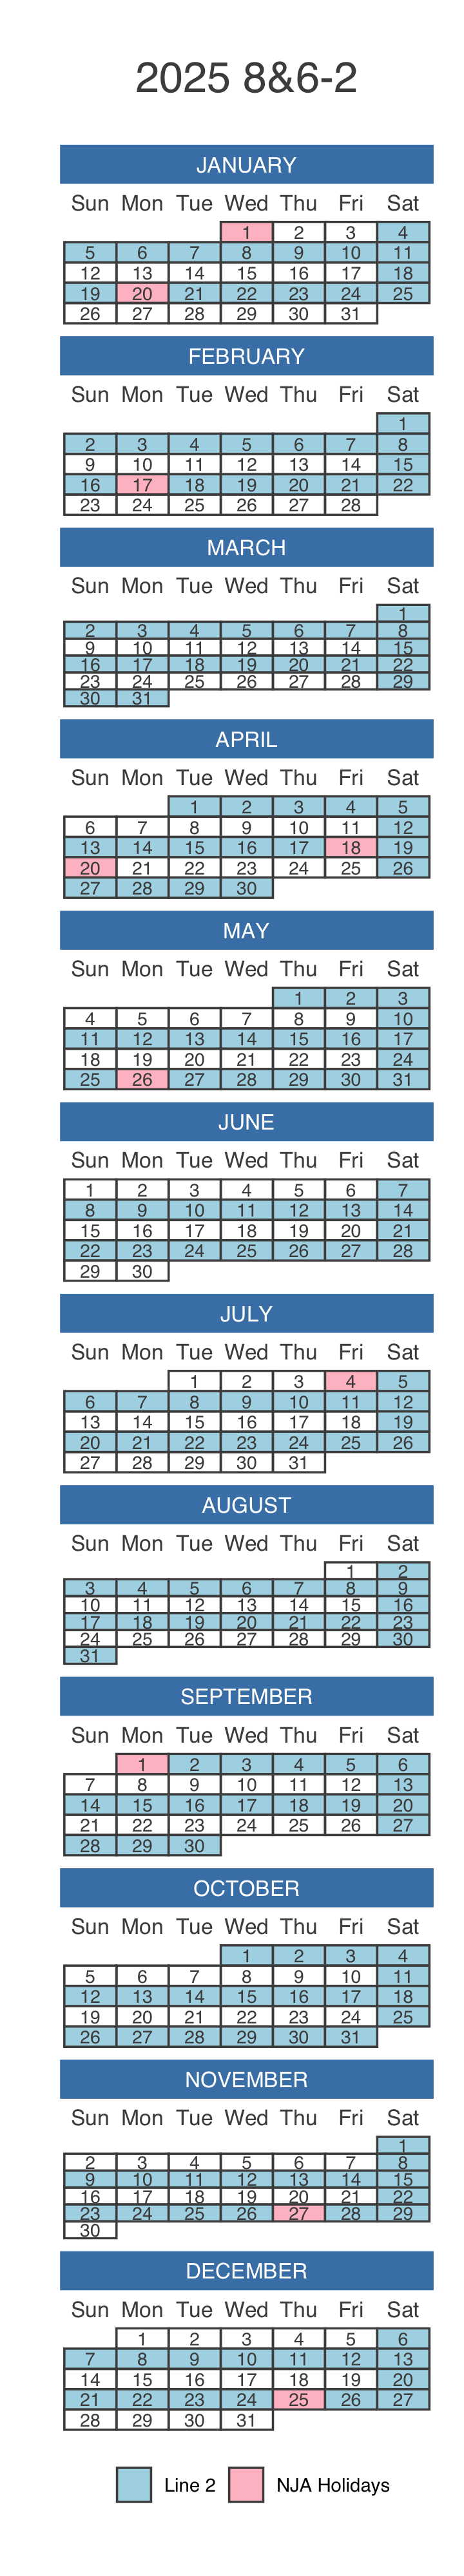 2025 8&6-2
JANUARY
Sun Mon Tue Wed Thu Fri Sat
1 2 3 4
5 6 7 8 9 10 11
12 13 14 15 16 17 18
19 20 21 22 23 24 25
26 27 28 29 30 31
FEBRUARY
Sun Mon Tue Wed Thu Fri Sat
1
2 3 4 5 6 7 8
9 10 11 12 13 14 15
16 17 18 19 20 21 22
23 24 25 26 27 28
MARCH
Sun Mon Tue Wed Thu Fri Sat
1
2 3 4 5 6 7 8
9 10 11 12 13 14 15
16 17 18 19 20 21 22
23 24 25 26 27 28 29
30 31
APRIL
Sun Mon Tue Wed Thu Fri Sat
1 2 3 4 5
6 7 8 9 10 11 12
13 14 15 16 17 18 19
20 21 22 23 24 25 26
27 28 29 30
MAY
Sun Mon Tue Wed Thu Fri Sat
1 2 3
4 5 6 7 8 9 10
11 12 13 14 15 16 17
18 19 20 21 22 23 24
25 26 27 28 29 30 31
JUNE
Sun Mon Tue Wed Thu Fri Sat
1 2 3 4 5 6 7
8 9 10 11 12 13 14
15 16 17 18 19 20 21
22 23 24 25 26 27 28
29 30
JULY
Sun Mon Tue Wed Thu Fri Sat
1 2 3 4 5
6 7 8 9 10 11 12
13 14 15 16 17 18 19
20 21 22 23 24 25 26
27 28 29 30 31
AUGUST
Sun Mon Tue Wed Thu Fri Sat
1 2
3 4 5 6 7 8 9
10 11 12 13 14 15 16
17 18 19 20 21 22 23
24 25 26 27 28 29 30
31
SEPTEMBER
Sun Mon Tue Wed Thu Fri Sat
1 2 3 4 5 6
7 8 9 10 11 12 13
14 15 16 17 18 19 20
21 22 23 24 25 26 27
28 29 30
OCTOBER
Sun Mon Tue Wed Thu Fri Sat
1 2 3 4
5 6 7 8 9 10 11
12 13 14 15 16 17 18
19 20 21 22 23 24 25
26 27 28 29 30 31
NOVEMBER
Sun Mon Tue Wed Thu Fri Sat
1
2 3 4 5 6 7 8
9 10 11 12 13 14 15
16 17 18 19 20 21 22
23 24 25 26 27 28 29
30
DECEMBER
Sun Mon Tue Wed Thu Fri Sat
1 2 3 4 5 6
7 8 9 10 11 12 13
14 15 16 17 18 19 20
21 22 23 24 25 26 27
28 29 30 31
Line 2 NJA Holidays